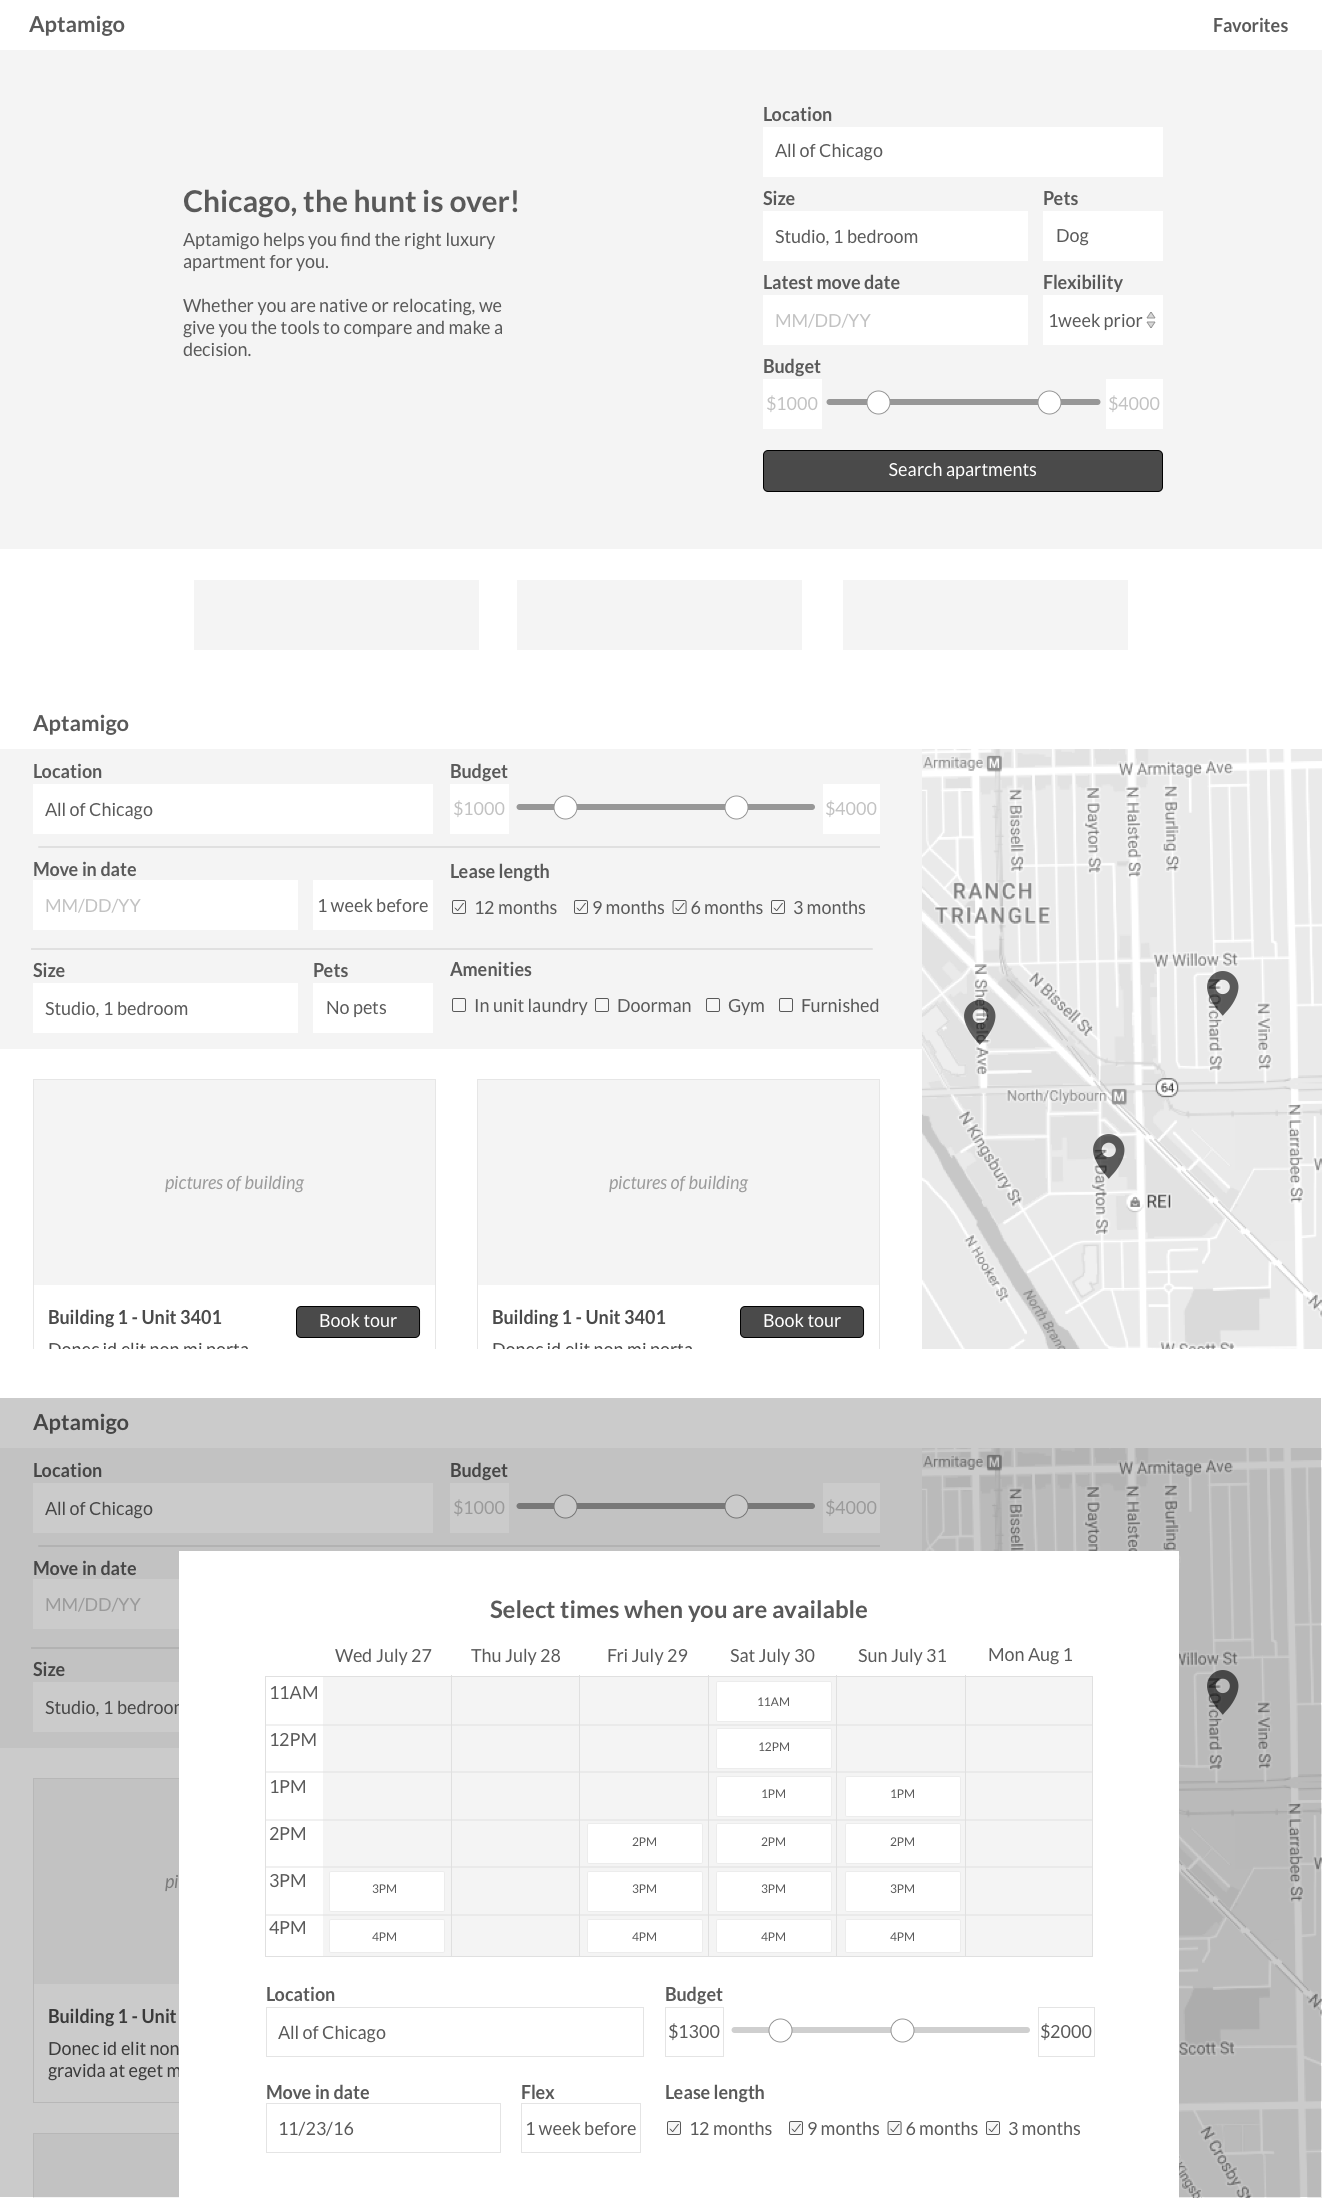 Aptamigo
Favorites
Chicago, the hunt is over!
Aptamigo helps you find the right luxury
apartment for you.
Whether you are native or relocating, we
give you the tools to compare and make a
decision.
Location
All of Chicago
Size
Pets
Studio, 1 bedroom
Dog
Latest move date
Flexibility
MM/DD/YY
1week prior
Budget
$1000
$4000
Search apartments
Aptamigo
Location
All of Chicago
Budget
$1000
$4000
Move in date
MM/DD/YY
1 week before
Lease length
12 months
9 months
6 months
3 months
Size
Studio, 1 bedroom
Pets
No pets
Amenities
In unit laundry
Doorman
Gym
Furnished
pictures of building
pictures of building
Building 1 - Unit 3401
Book tour
Donec id elit non mi porta
Building 1 - Unit 3401
Book tour
Donec id elit non mi porta
Armitage M
W Armitage Ave
N Bissell St
N Dayton St
N Halsted St
N Burling St
RANCH
TRIANGLE
W Willow St
N Sheffield Ave
N Bissell St
N Orchard St
N Vine St
North/Clybourn M
64
N Kingsbury St
N Larrabee St
W
N Dayton St
REI
N Hooker St
North Bran
N
W Scott St
Aptamigo
Location
All of Chicago
Budget
$1000
$4000
Move in date
MM/DD/YY
Size
Studio, 1 bedroor
pi
Building 1 - Unit
Donec id elit non
gravida at eget m
Armitage M
W Armitage Ave
N Bissell
N Dayton
N Halsted
N Burling
Willow St
N Orchard St
N Vine St
N Larrabee St
W
N
Scott St
N Crosby St
Kingsb
Select times when you are available
Wed July 27
Thu July 28
Fri July 29
Sat July 30
Sun July 31
Mon Aug 1
11AM
11AM
12PM
12PM
1PM
1PM
1PM
2PM
2PM
2PM
2PM
3PM
3PM
3PM
3PM
3PM
4PM
4PM
4PM
4PM
4PM
Location
All of Chicago
Budget
$1300
$2000
Move in date
11/23/16
Flex
1 week before
Lease length
12 months
9 months
6 months
3 months